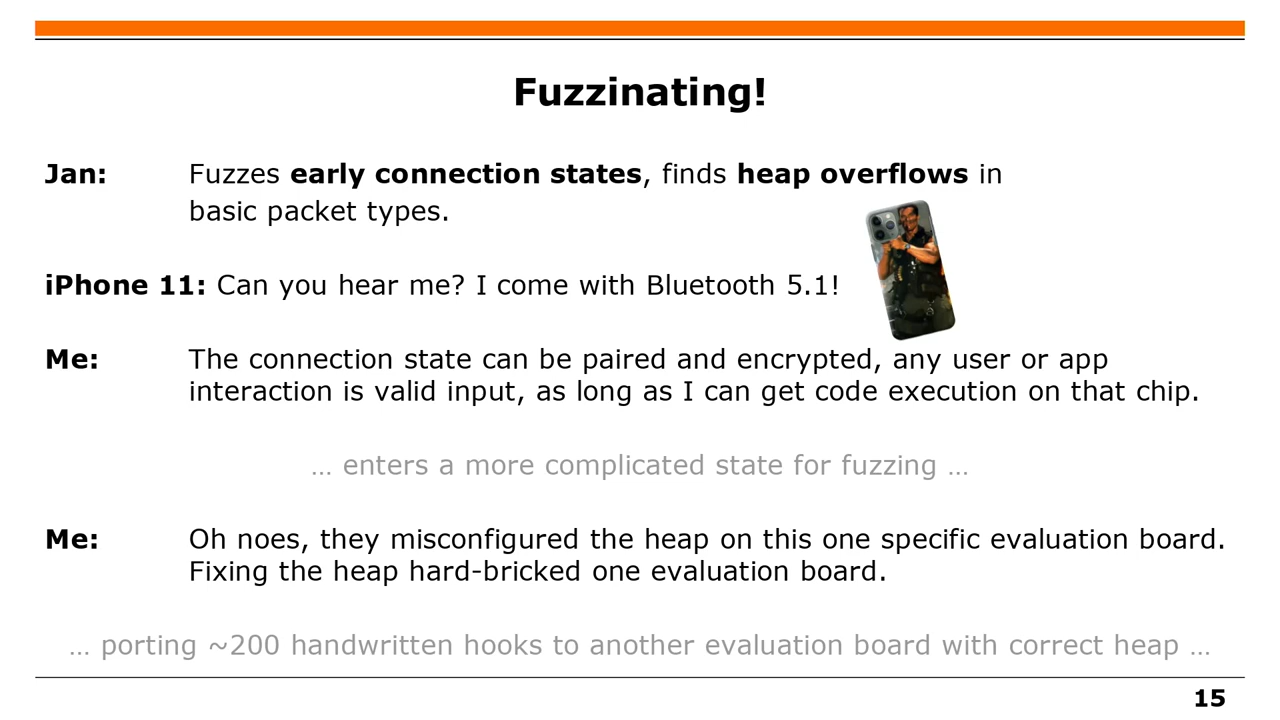 Fuzzinating!
Jan: Fuzzes early connection states, finds heap overflows in
basic packet types.
iPhone 11: Can you hear me? I come with Bluetooth 5.1!
Me: The connection state can be paired and encrypted, any user or app
interaction is valid input, as long as I can get code execution on that chip.
… enters a more complicated state for fuzzing …
Me: Oh noes, they misconfigured the heap on this one specific evaluation board.
Fixing the heap hard-bricked one evaluation board.
… porting ~200 handwritten hooks to another evaluation board with correct heap …
15